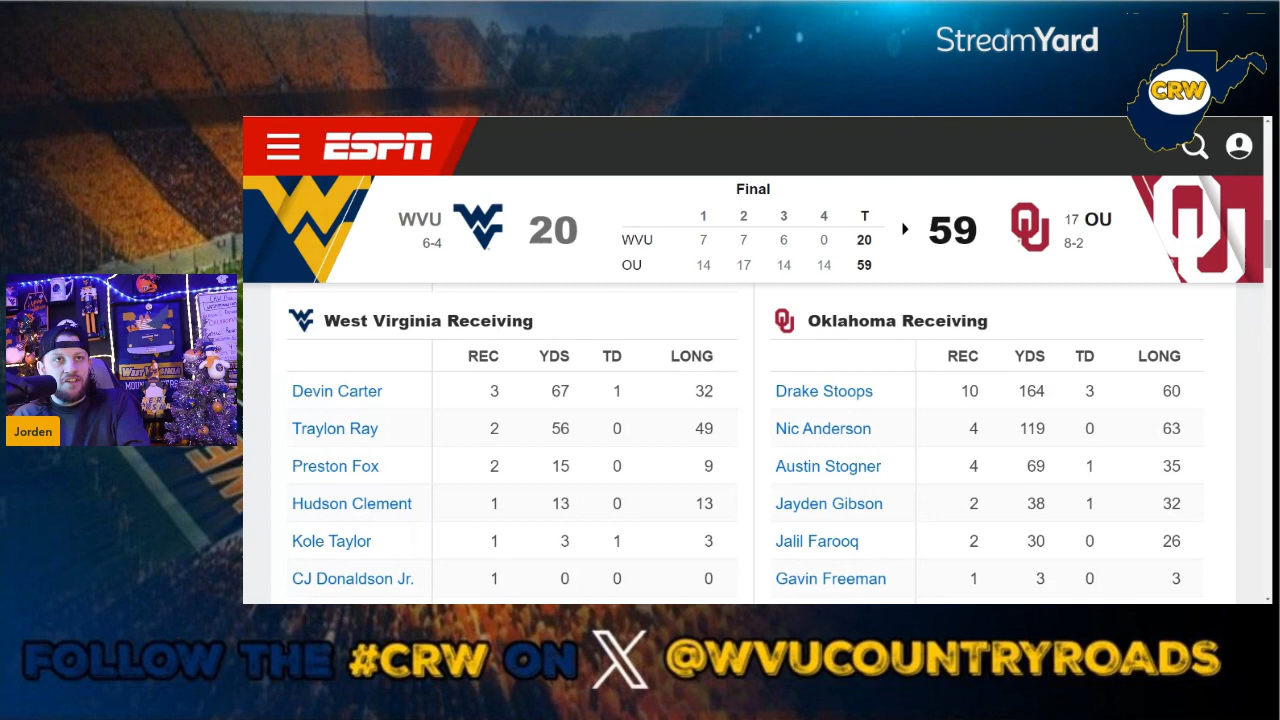 StreamYard
CRW
ESPN
Final
WVU
6-4
20
1 2 3 4 T
WVU 7 7 6 0 20
OU 14 17 14 14 59
59
17 OU
8-2
West Virginia Receiving
REC YDS TD LONG
Devin Carter 3 67 1 32
Traylon Ray 2 56 0 49
Preston Fox 2 15 0 9
Hudson Clement 1 13 0 13
Kole Taylor 1 3 1 3
CJ Donaldson Jr. 1 0 0 0
Oklahoma Receiving
REC YDS TD LONG
Drake Stoops 10 164 3 60
Nic Anderson 4 119 0 63
Austin Stogner 4 69 1 35
Jayden Gibson 2 38 1 32
Jalil Farooq 2 30 0 26
Gavin Freeman 1 3 0 3
Jorden
FOLLOW THE #CRW ON X @WVUCOUNTRYROADS